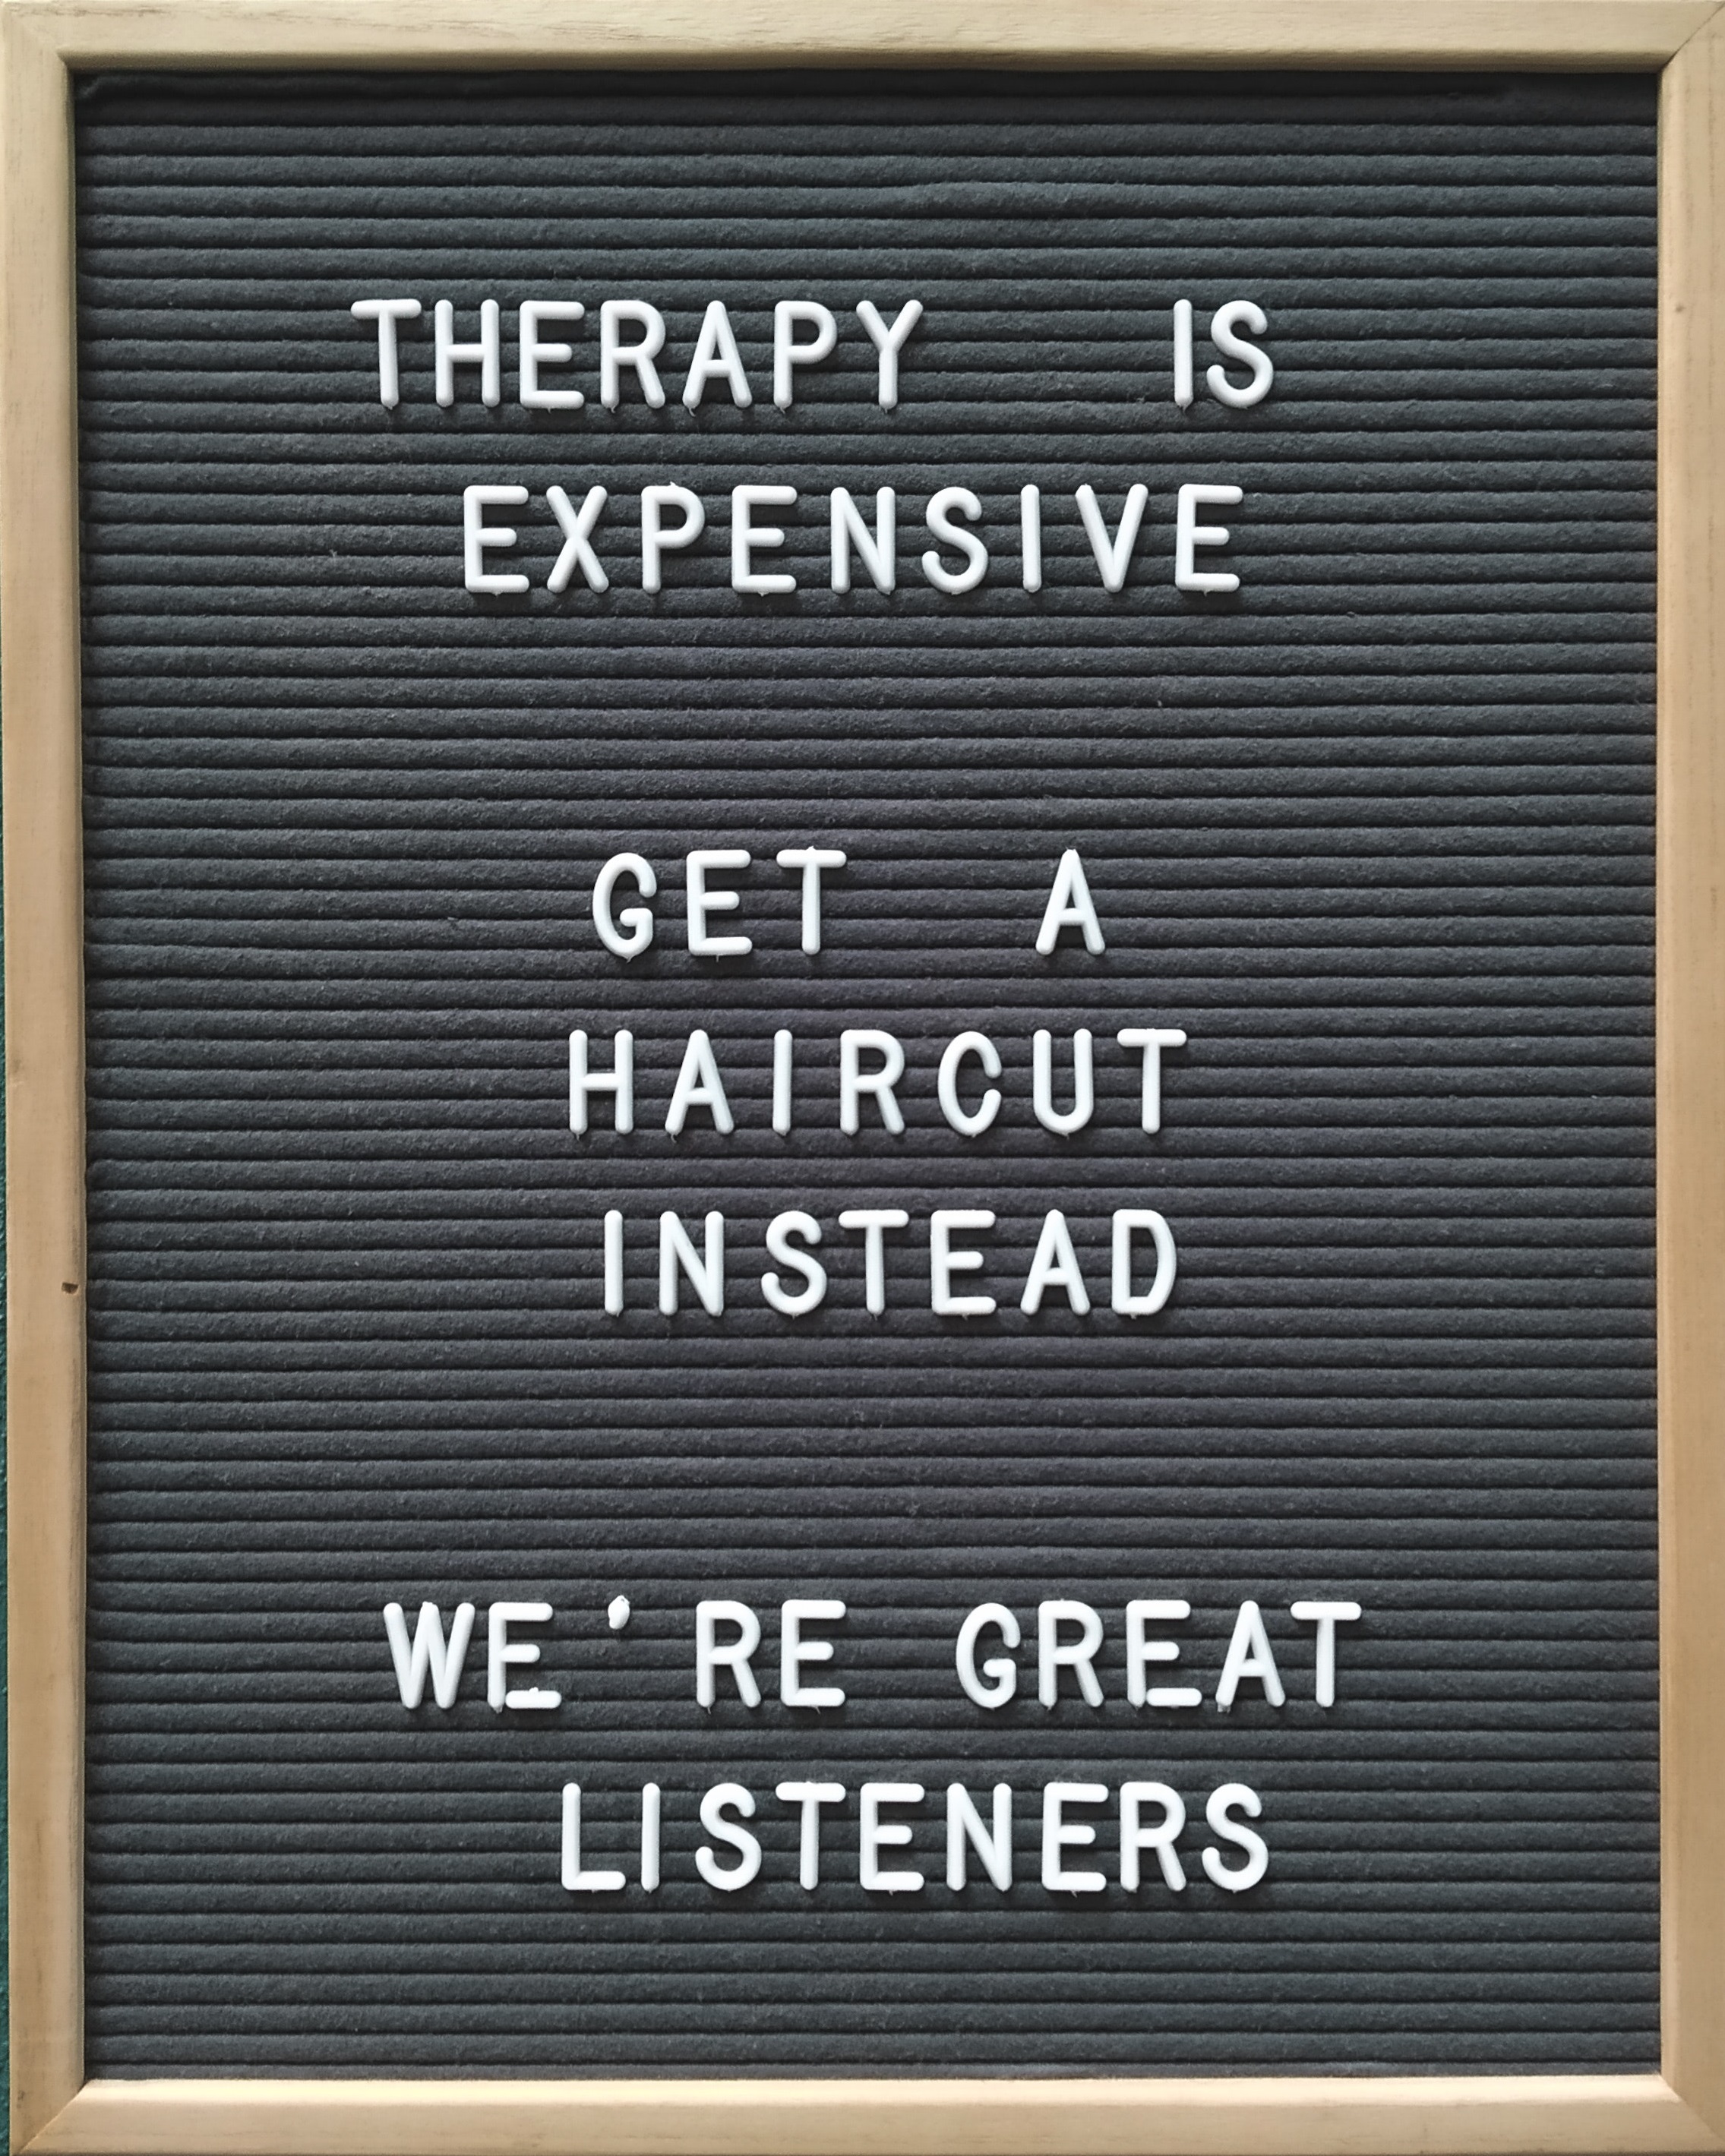 THERAPY IS
EXPENSIVE
GET A
HAIRCUT
INSTEAD
WE'RE GREAT
LISTENERS